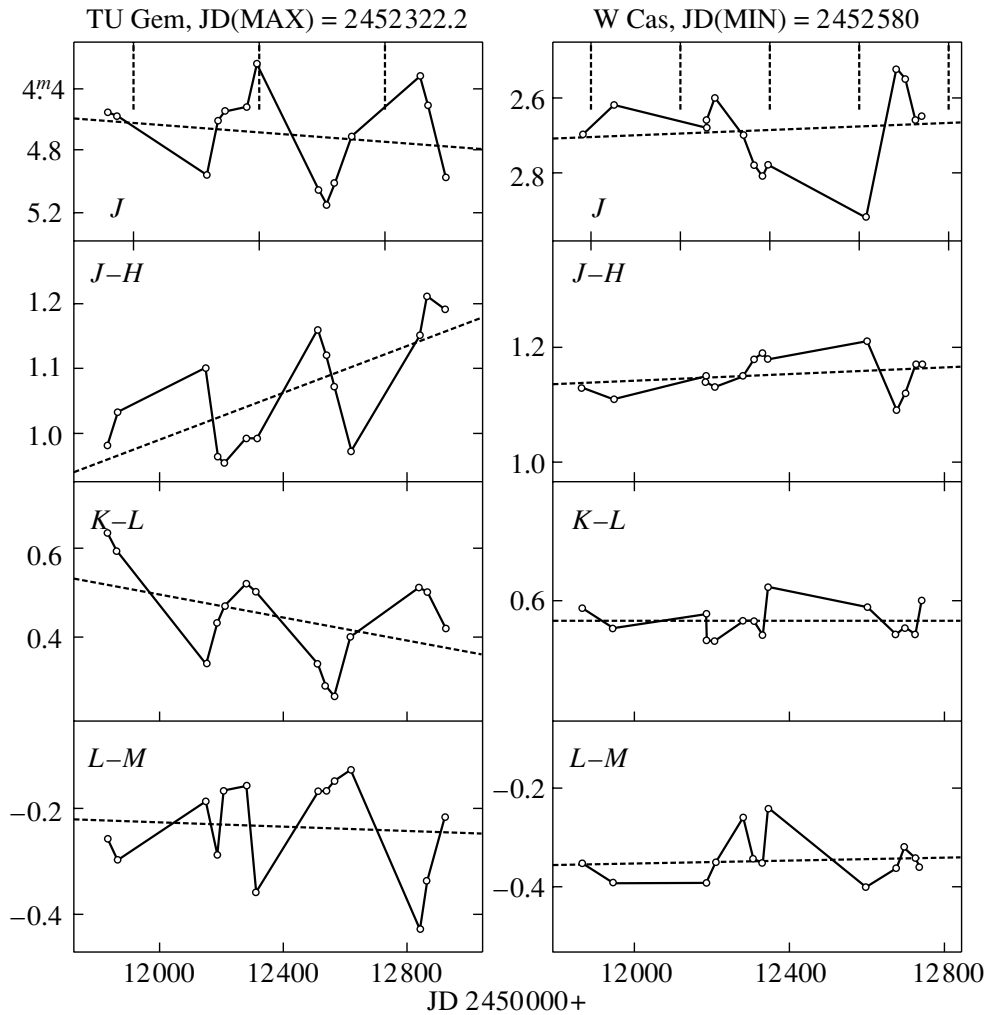 TU Gem, JD(MAX) = 2452322.2
4ᵐ.4
4.8
5.2
J
J–H
1.2
1.1
1.0
K–L
0.6
0.4
L–M
−0.2
−0.4
12000 12400 12800
W Cas, JD(MIN) = 2452580
2.6
2.8
J
J–H
1.2
1.0
K–L
0.6
L–M
−0.2
−0.4
12000 12400 12800
JD 2450000+